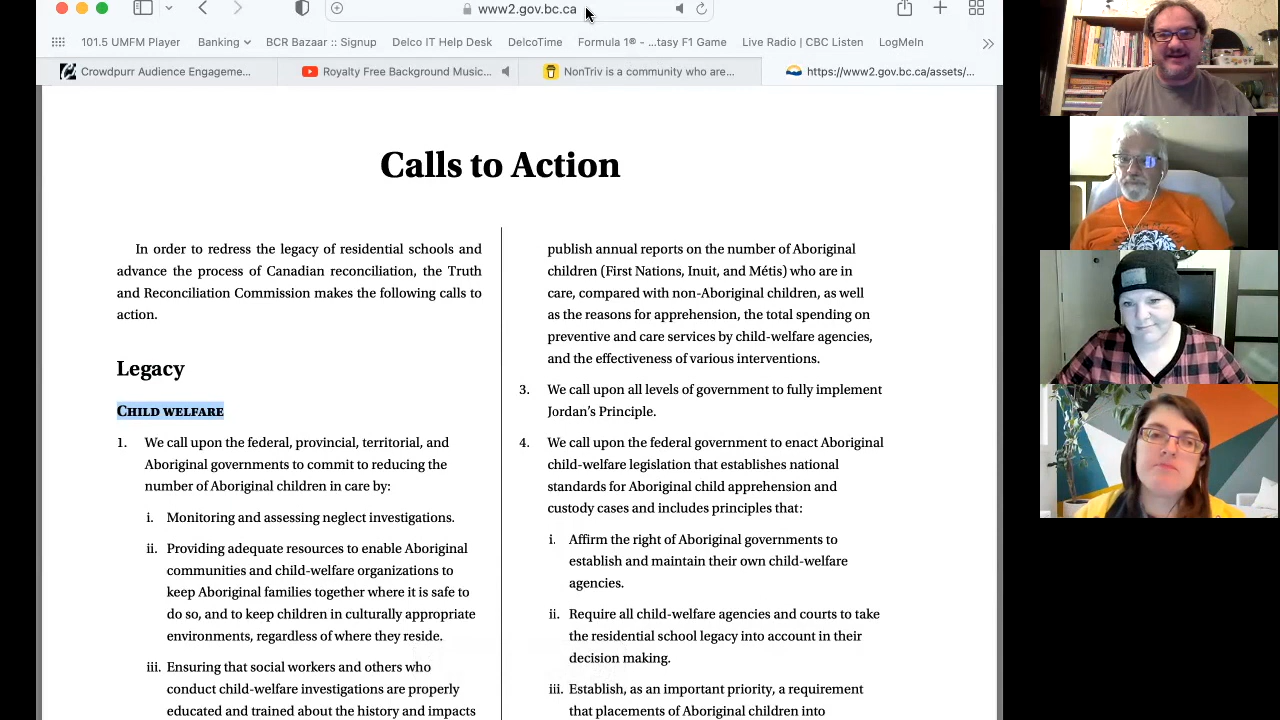 www2.gov.bc.ca
101.5 UMFM Player
Banking
BCR Bazaar :: Signup
Delco IT Help Desk
DelcoTime
Formula 1® - ...tasy F1 Game
Live Radio | CBC Listen
LogMeIn
Crowdpurr Audience Engageme...
Royalty Free Background Music...
NonTriv is a community who are...
https://www2.gov.bc.ca/assets/...
Calls to Action
In order to redress the legacy of residential schools and
advance the process of Canadian reconciliation, the Truth
and Reconciliation Commission makes the following calls to
action.
Legacy
CHILD WELFARE
1. We call upon the federal, provincial, territorial, and
Aboriginal governments to commit to reducing the
number of Aboriginal children in care by:
i. Monitoring and assessing neglect investigations.
ii. Providing adequate resources to enable Aboriginal
communities and child-welfare organizations to
keep Aboriginal families together where it is safe to
do so, and to keep children in culturally appropriate
environments, regardless of where they reside.
iii. Ensuring that social workers and others who
conduct child-welfare investigations are properly
educated and trained about the history and impacts
publish annual reports on the number of Aboriginal
children (First Nations, Inuit, and Métis) who are in
care, compared with non-Aboriginal children, as well
as the reasons for apprehension, the total spending on
preventive and care services by child-welfare agencies,
and the effectiveness of various interventions.
3. We call upon all levels of government to fully implement
Jordan's Principle.
4. We call upon the federal government to enact Aboriginal
child-welfare legislation that establishes national
standards for Aboriginal child apprehension and
custody cases and includes principles that:
i. Affirm the right of Aboriginal governments to
establish and maintain their own child-welfare
agencies.
ii. Require all child-welfare agencies and courts to take
the residential school legacy into account in their
decision making.
iii. Establish, as an important priority, a requirement
that placements of Aboriginal children into